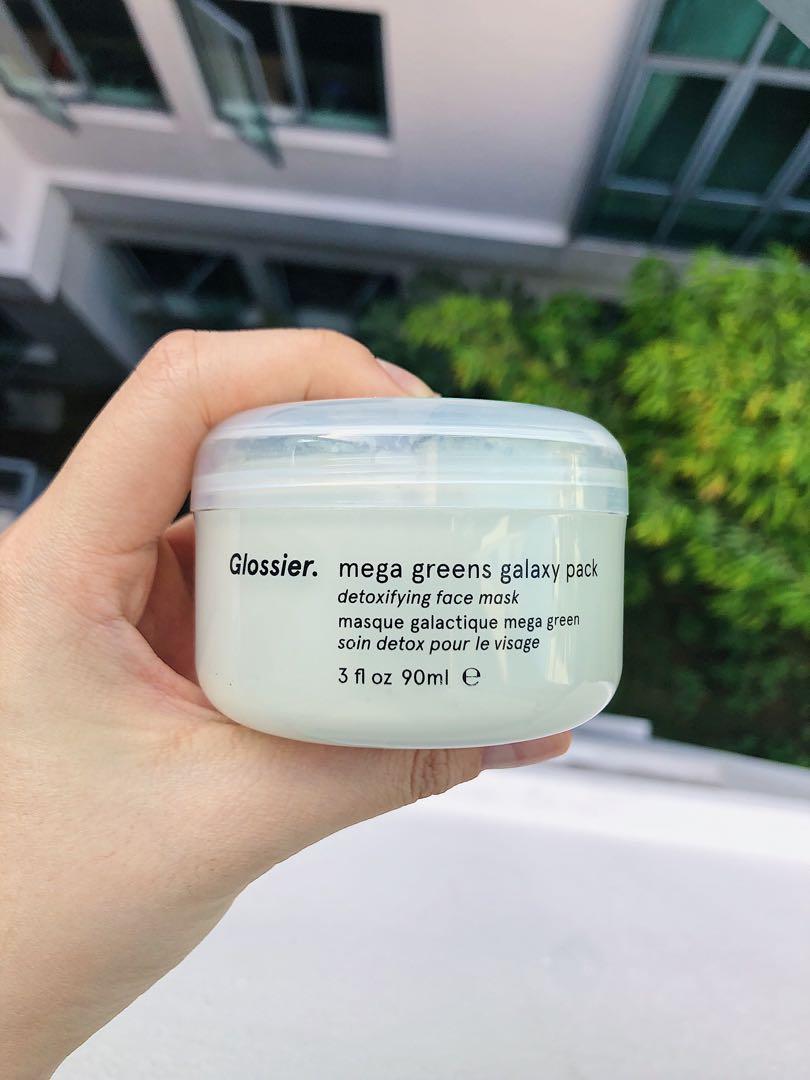 Glossier. mega greens galaxy pack
detoxifying face mask
masque galactique mega green
soin detox pour le visage
3 fl oz 90ml ℮